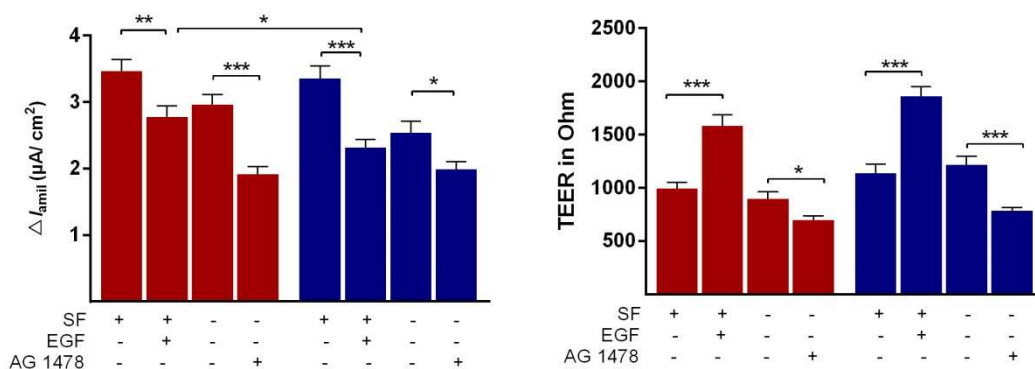 ** * *** *** *
4
3
2
1
△ I amil (µA/ cm²)
SF + + - - + + - -
EGF - + - - - + - -
AG 1478 - - - + - - - +
*** * *** ***
2500
2000
1500
1000
500
TEER in Ohm
SF + + - - + + - -
EGF - + - - - + - -
AG 1478 - - - + - - - +